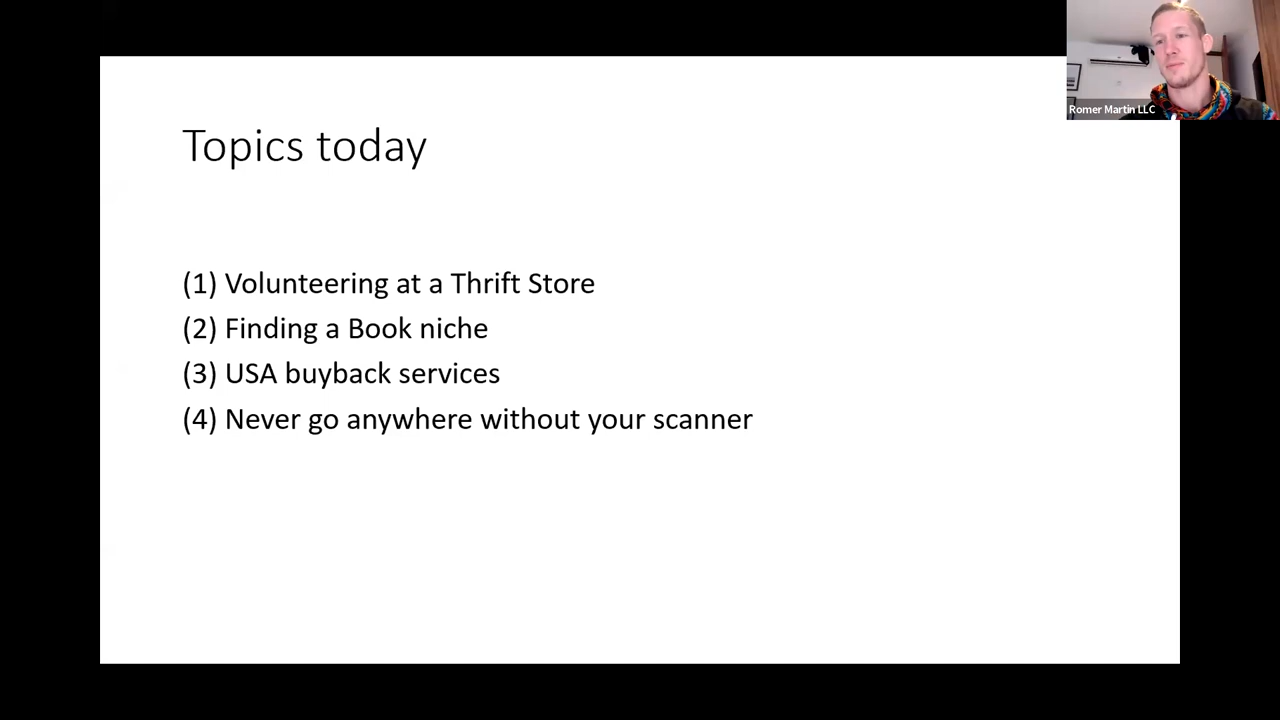 Romer Martin LLC
Topics today
(1) Volunteering at a Thrift Store
(2) Finding a Book niche
(3) USA buyback services
(4) Never go anywhere without your scanner